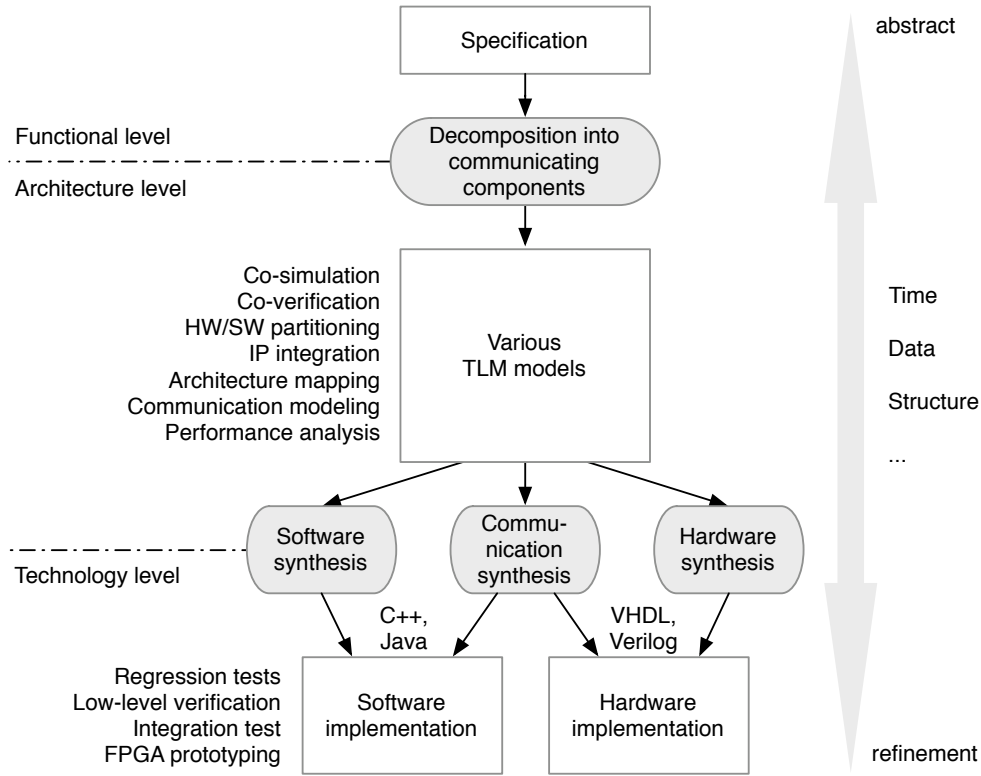 Specification
abstract
Functional level
Decomposition into
communicating
components
Architecture level
Co-simulation
Co-verification
HW/SW partitioning
IP integration
Architecture mapping
Communication modeling
Performance analysis
Various
TLM models
Time
Data
Structure
...
Software
synthesis
Commu-
nication
synthesis
Hardware
synthesis
Technology level
C++,
Java
VHDL,
Verilog
Regression tests
Low-level verification
Integration test
FPGA prototyping
Software
implementation
Hardware
implementation
refinement